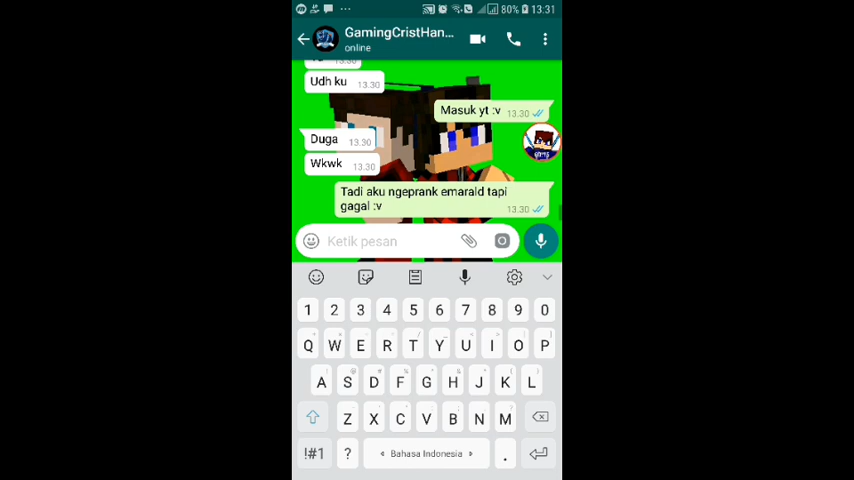 80% 13:31
GamingCristHan...
online
13.30
Udh ku 13.30
Masuk yt :v 13.30
Duga 13.30
Wkwk 13.30
Tadi aku ngeprank emarald tapi
gagal :v 13.30
Ketik pesan
1 2 3 4 5 6 7 8 9 0
Q W E R T Y U I O P
A S D F G H J K L
Z X C V B N M
!#1 ? Bahasa Indonesia .